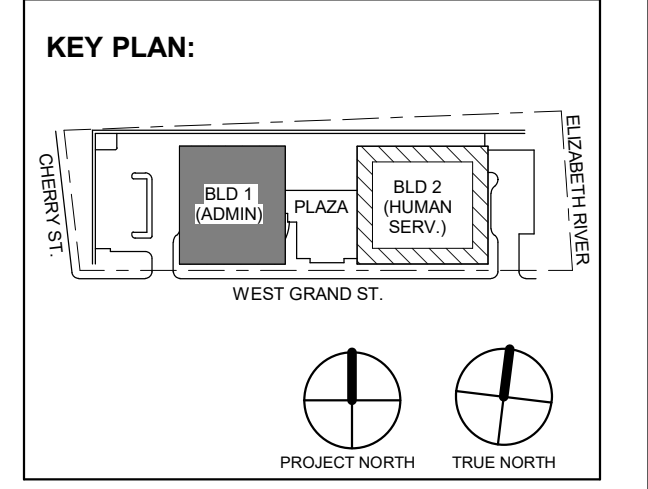 KEY PLAN:
CHERRY ST.
BLD 1
(ADMIN)
PLAZA
BLD 2
(HUMAN
SERV.)
ELIZABETH RIVER
WEST GRAND ST.
PROJECT NORTH
TRUE NORTH